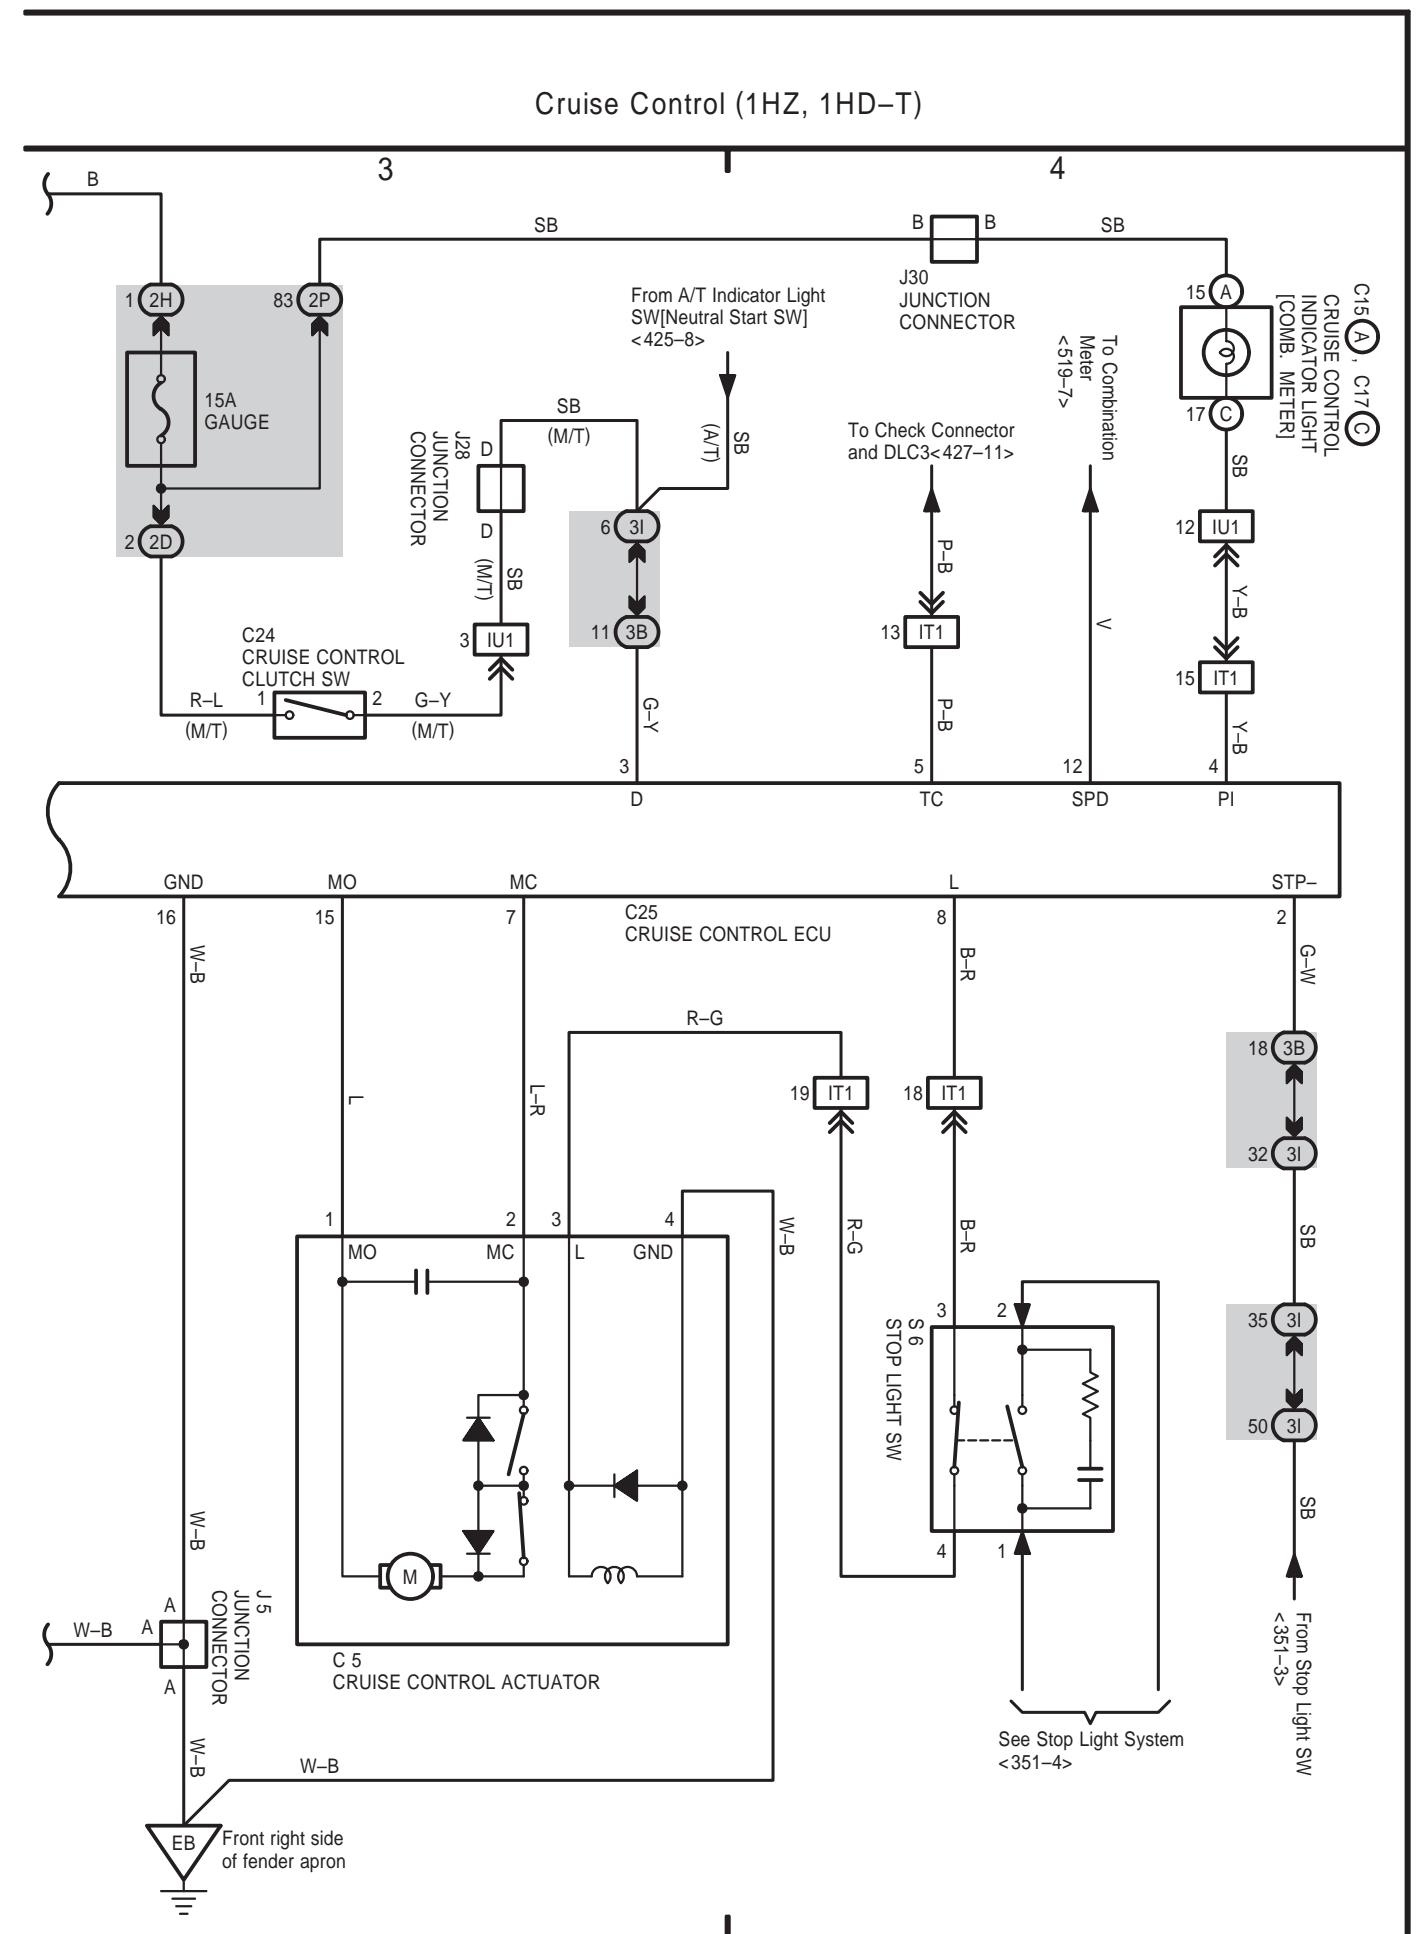 Cruise Control (1HZ, 1HD–T)
3
4
B
SB
B
B
SB
J30
JUNCTION
CONNECTOR
1
2H
83
2P
15A
GAUGE
2
2D
From A/T Indicator Light
SW[Neutral Start SW]
<425–8>
SB
(A/T)
SB
(M/T)
J28
JUNCTION
CONNECTOR
D
D
SB
(M/T)
3
IU1
6
3I
11
3B
G–Y
C24
CRUISE CONTROL
CLUTCH SW
R–L
(M/T)
1
2
G–Y
(M/T)
To Check Connector
and DLC3<427–11>
P–B
13
IT1
P–B
To Combination
Meter
<519–7>
V
15
A
17
C
C15 A , C17 C
CRUISE CONTROL
INDICATOR LIGHT
[COMB. METER]
SB
12
IU1
Y–B
15
IT1
Y–B
3
5
12
4
D
TC
SPD
PI
GND
MO
MC
L
STP–
16
15
7
C25
CRUISE CONTROL ECU
8
2
W–B
L
L–R
R–G
B–R
G–W
19
IT1
18
IT1
18
3B
32
3I
R–G
B–R
SB
1
2
3
4
W–B
MO
MC
L
GND
M
C 5
CRUISE CONTROL ACTUATOR
S 6
STOP LIGHT SW
3
2
4
1
35
3I
50
3I
SB
From Stop Light SW
<351–3>
See Stop Light System
<351–4>
W–B
J 5
JUNCTION
CONNECTOR
A
A
A
W–B
W–B
W–B
EB
Front right side
of fender apron